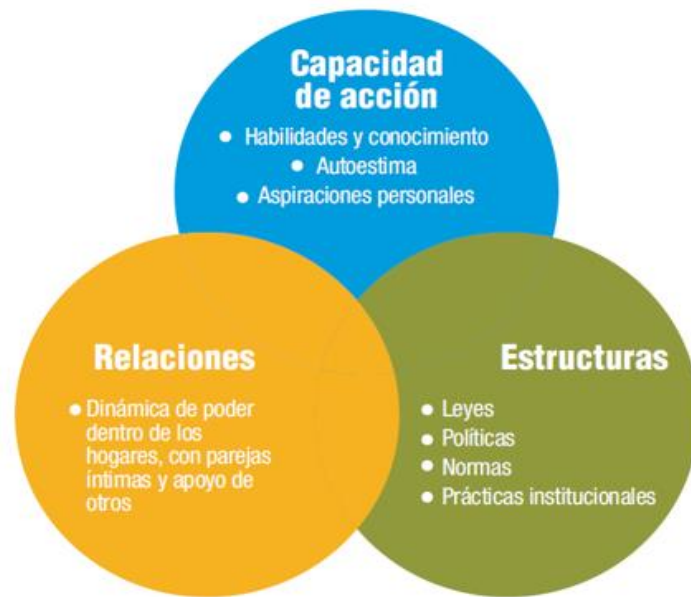 Capacidad
de acción
● Habilidades y conocimiento
● Autoestima
● Aspiraciones personales
Relaciones
● Dinámica de poder
dentro de los
hogares, con parejas
íntimas y apoyo de
otros
Estructuras
● Leyes
● Políticas
● Normas
● Prácticas institucionales